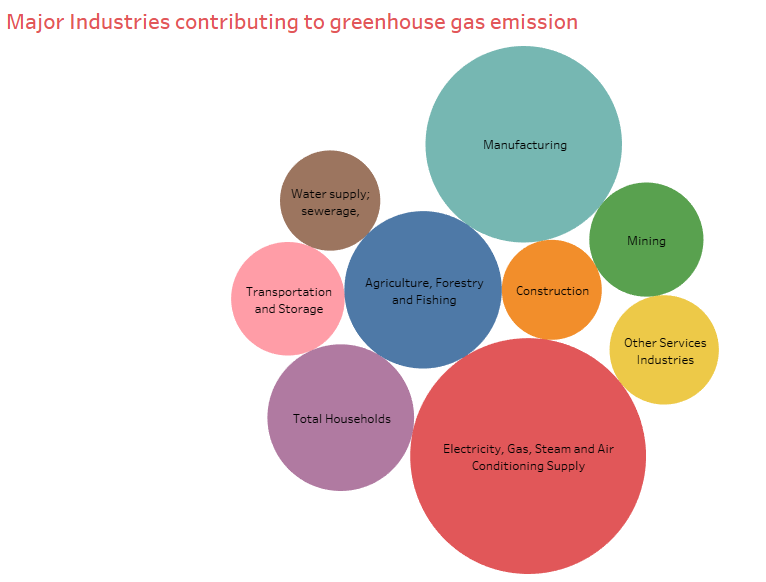 Major Industries contributing to greenhouse gas emission
Manufacturing
Water supply;
sewerage,
Mining
Agriculture, Forestry
and Fishing
Transportation
and Storage
Construction
Other Services
Industries
Total Households
Electricity, Gas, Steam and Air
Conditioning Supply